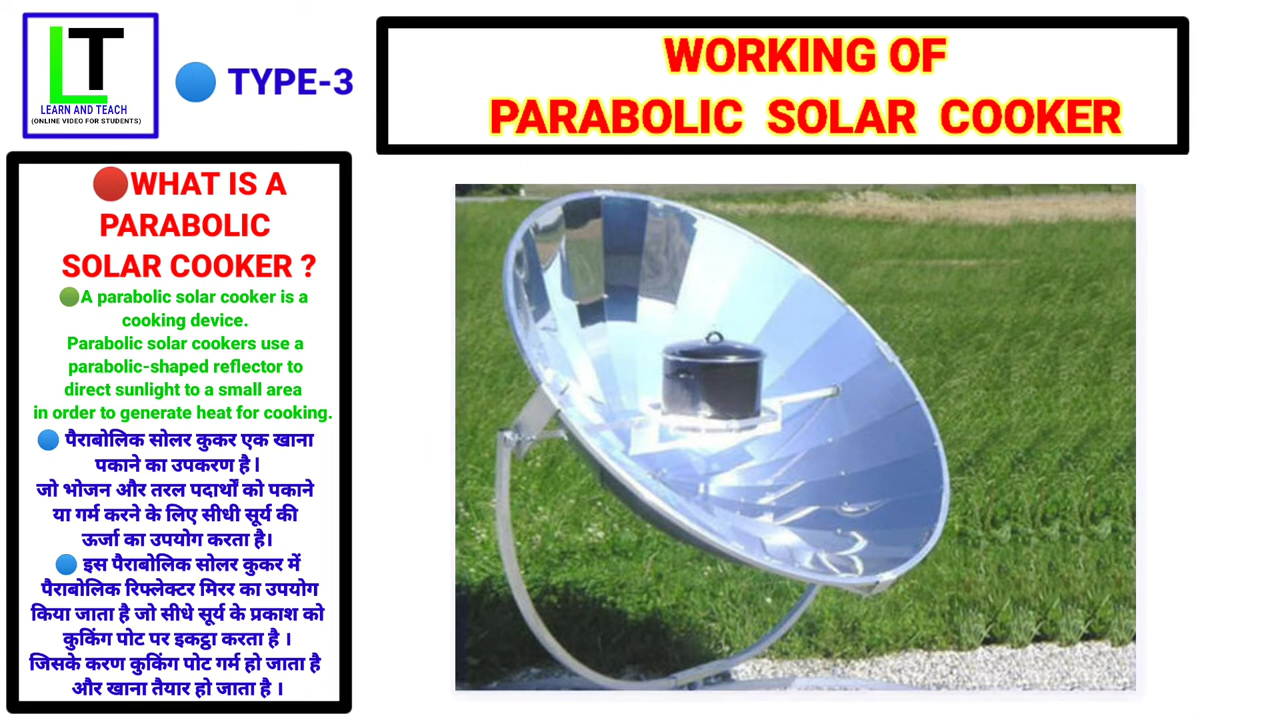 LT
LEARN AND TEACH
(ONLINE VIDEO FOR STUDENTS)
TYPE-3
WORKING OF
PARABOLIC SOLAR COOKER
WHAT IS A
PARABOLIC
SOLAR COOKER ?
A parabolic solar cooker is a
cooking device.
Parabolic solar cookers use a
parabolic-shaped reflector to
direct sunlight to a small area
in order to generate heat for cooking.
पैराबोलिक सोलर कुकर एक खाना
पकाने का उपकरण है।
जो भोजन और तरल पदार्थों को पकाने
या गर्म करने के लिए सीधी सूर्य की
ऊर्जा का उपयोग करता है।
इस पैराबोलिक सोलर कुकर में
पैराबोलिक रिफ्लेक्टर मिरर का उपयोग
किया जाता है जो सीधे सूर्य के प्रकाश को
कुकिंग पोट पर इकट्ठा करता है ।
जिसके करण कुकिंग पोट गर्म हो जाता है
और खाना तैयार हो जाता है ।